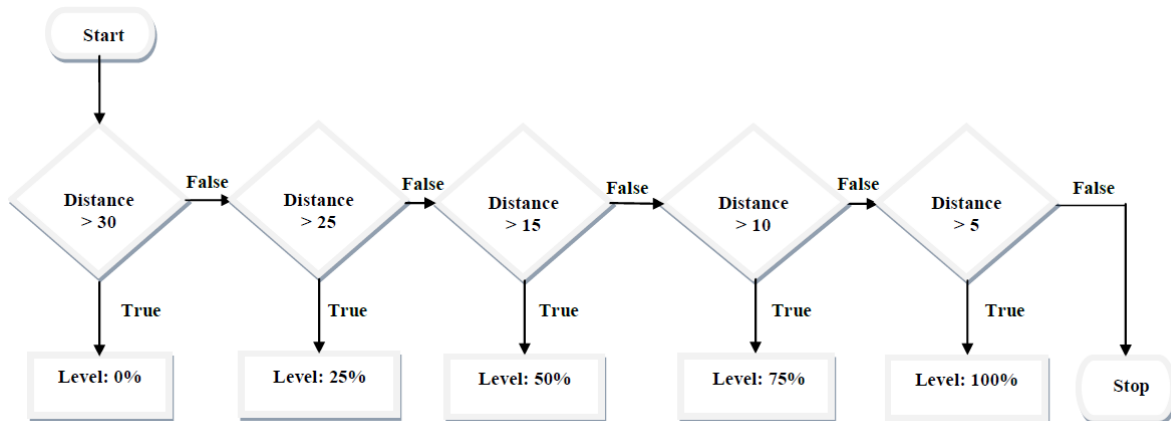 Start
Distance
> 30
False
Distance
> 25
False
Distance
> 15
False
Distance
> 10
False
Distance
> 5
False
True
True
True
True
True
Level: 0%
Level: 25%
Level: 50%
Level: 75%
Level: 100%
Stop